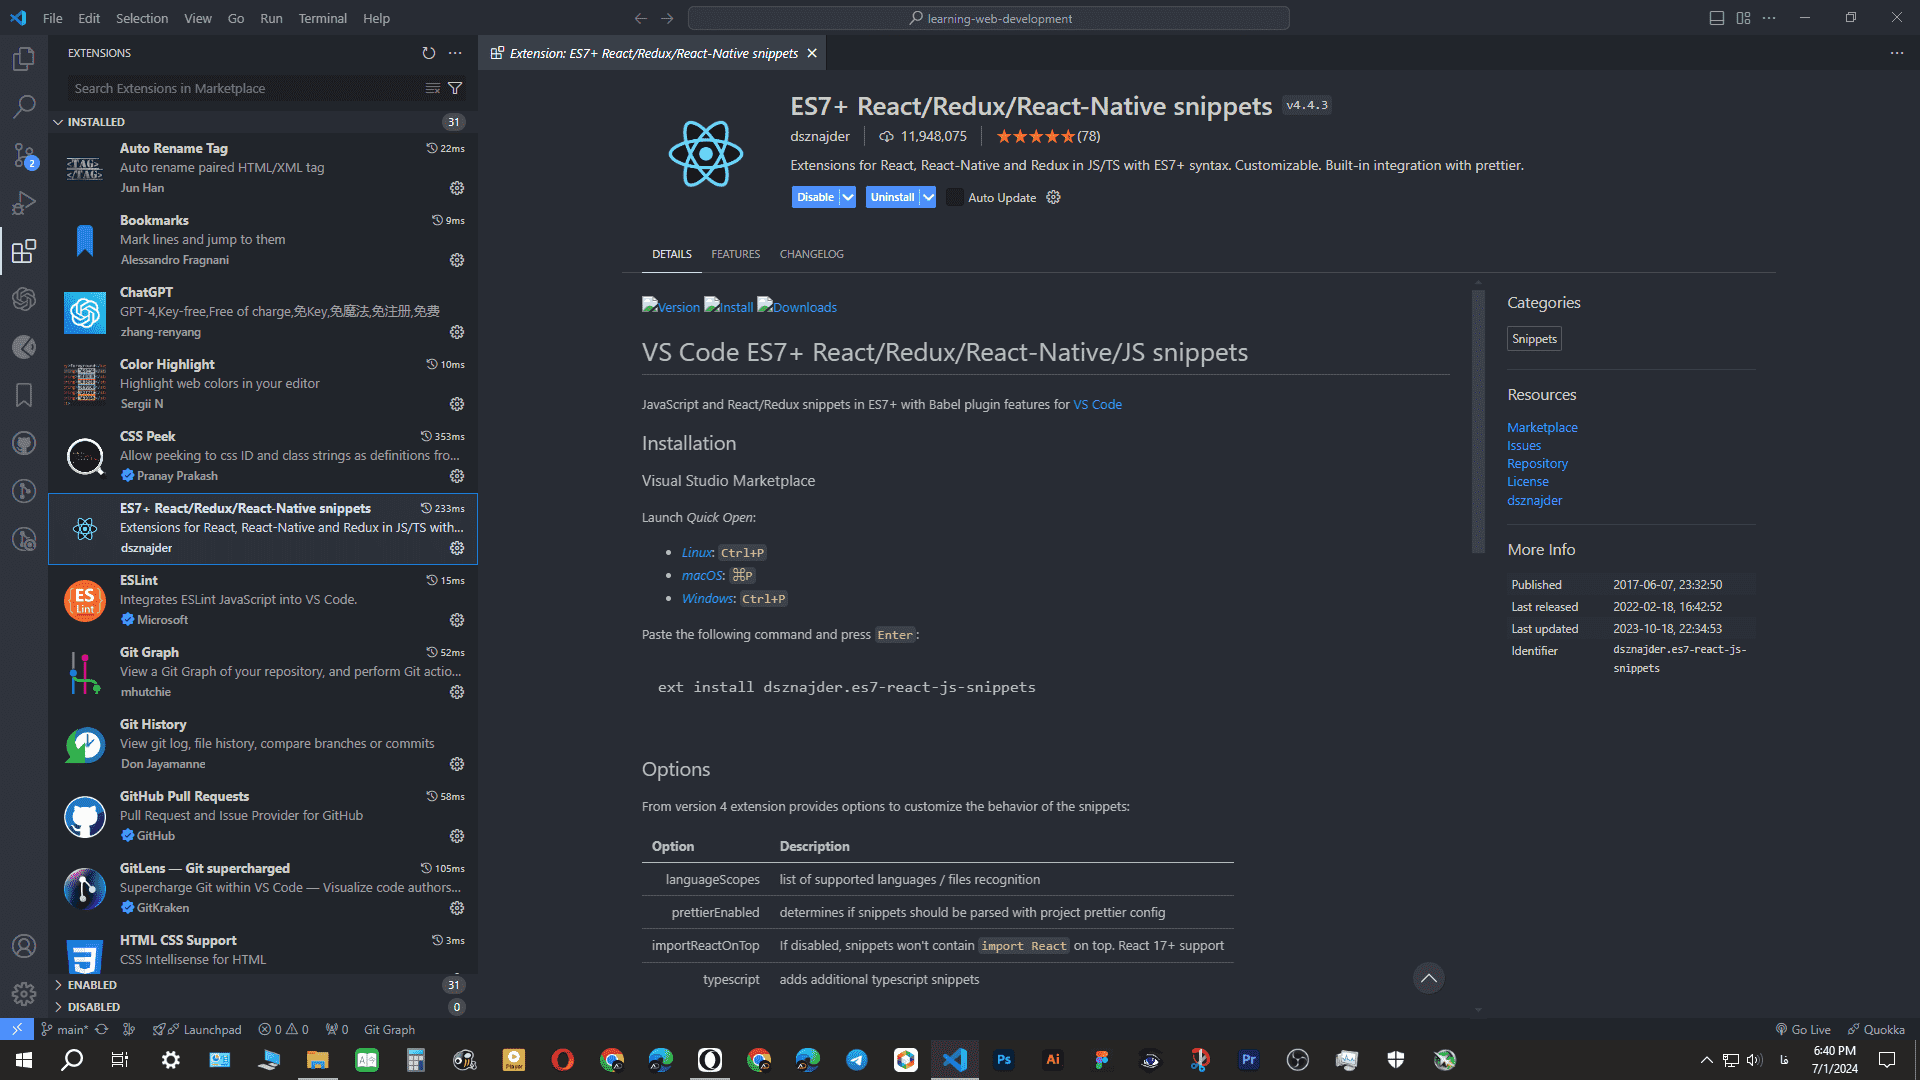 File Edit Selection View Go Run Terminal Help
learning-web-development
EXTENSIONS
Search Extensions in Marketplace
INSTALLED 31
Auto Rename Tag 22ms
Auto rename paired HTML/XML tag
Jun Han
Bookmarks 9ms
Mark lines and jump to them
Alessandro Fragnani
ChatGPT
GPT-4,Key-free,Free of charge,免Key,免魔法,免注册,免费
zhang-renyang
Color Highlight 10ms
Highlight web colors in your editor
Sergii N
CSS Peek 353ms
Allow peeking to css ID and class strings as definitions fro...
Pranay Prakash
ES7+ React/Redux/React-Native snippets 233ms
Extensions for React, React-Native and Redux in JS/TS with...
dsznajder
ESLint 15ms
Integrates ESLint JavaScript into VS Code.
Microsoft
Git Graph 52ms
View a Git Graph of your repository, and perform Git actio...
mhutchie
Git History
View git log, file history, compare branches or commits
Don Jayamanne
GitHub Pull Requests 58ms
Pull Request and Issue Provider for GitHub
GitHub
GitLens — Git supercharged 105ms
Supercharge Git within VS Code — Visualize code authors...
GitKraken
HTML CSS Support 3ms
CSS Intellisense for HTML
ENABLED 31
DISABLED 0
<TAG>
</TAG>
ES
Lint
2
Extension: ES7+ React/Redux/React-Native snippets
ES7+ React/Redux/React-Native snippets v4.4.3
dsznajder 11,948,075 (78)
Extensions for React, React-Native and Redux in JS/TS with ES7+ syntax. Customizable. Built-in integration with prettier.
Disable Uninstall Auto Update
DETAILS FEATURES CHANGELOG
Version Install Downloads
VS Code ES7+ React/Redux/React-Native/JS snippets
JavaScript and React/Redux snippets in ES7+ with Babel plugin features for VS Code
Installation
Visual Studio Marketplace
Launch Quick Open:
• Linux: Ctrl+P
• macOS: ⌘P
• Windows: Ctrl+P
Paste the following command and press Enter:
ext install dsznajder.es7-react-js-snippets
Options
From version 4 extension provides options to customize the behavior of the snippets:
Option Description
languageScopes list of supported languages / files recognition
prettierEnabled determines if snippets should be parsed with project prettier config
importReactOnTop If disabled, snippets won't contain import React on top. React 17+ support
typescript adds additional typescript snippets
Categories
Snippets
Resources
Marketplace
Issues
Repository
License
dsznajder
More Info
Published 2017-06-07, 23:32:50
Last released 2022-02-18, 16:42:52
Last updated 2023-10-18, 22:34:53
Identifier dsznajder.es7-react-js-
snippets
main* Launchpad 0 0 0 Git Graph Go Live Quokka
Player Ps Ai Pr
فا
6:40 PM
7/1/2024